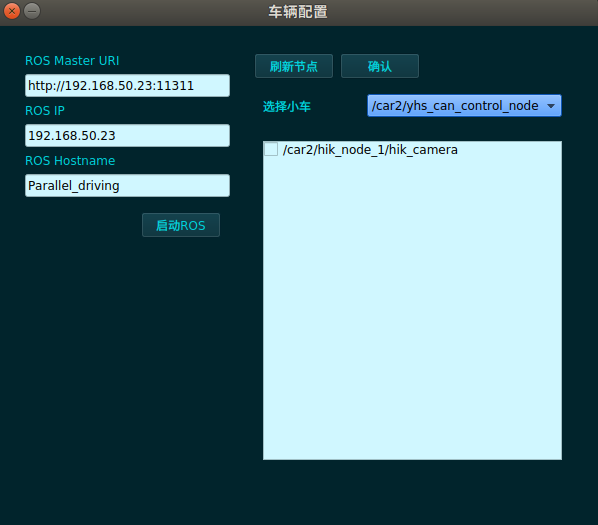 车辆配置
ROS Master URI
http://192.168.50.23:11311
ROS IP
192.168.50.23
ROS Hostname
Parallel_driving
启动ROS
刷新节点
确认
选择小车
/car2/yhs_can_control_node
/car2/hik_node_1/hik_camera